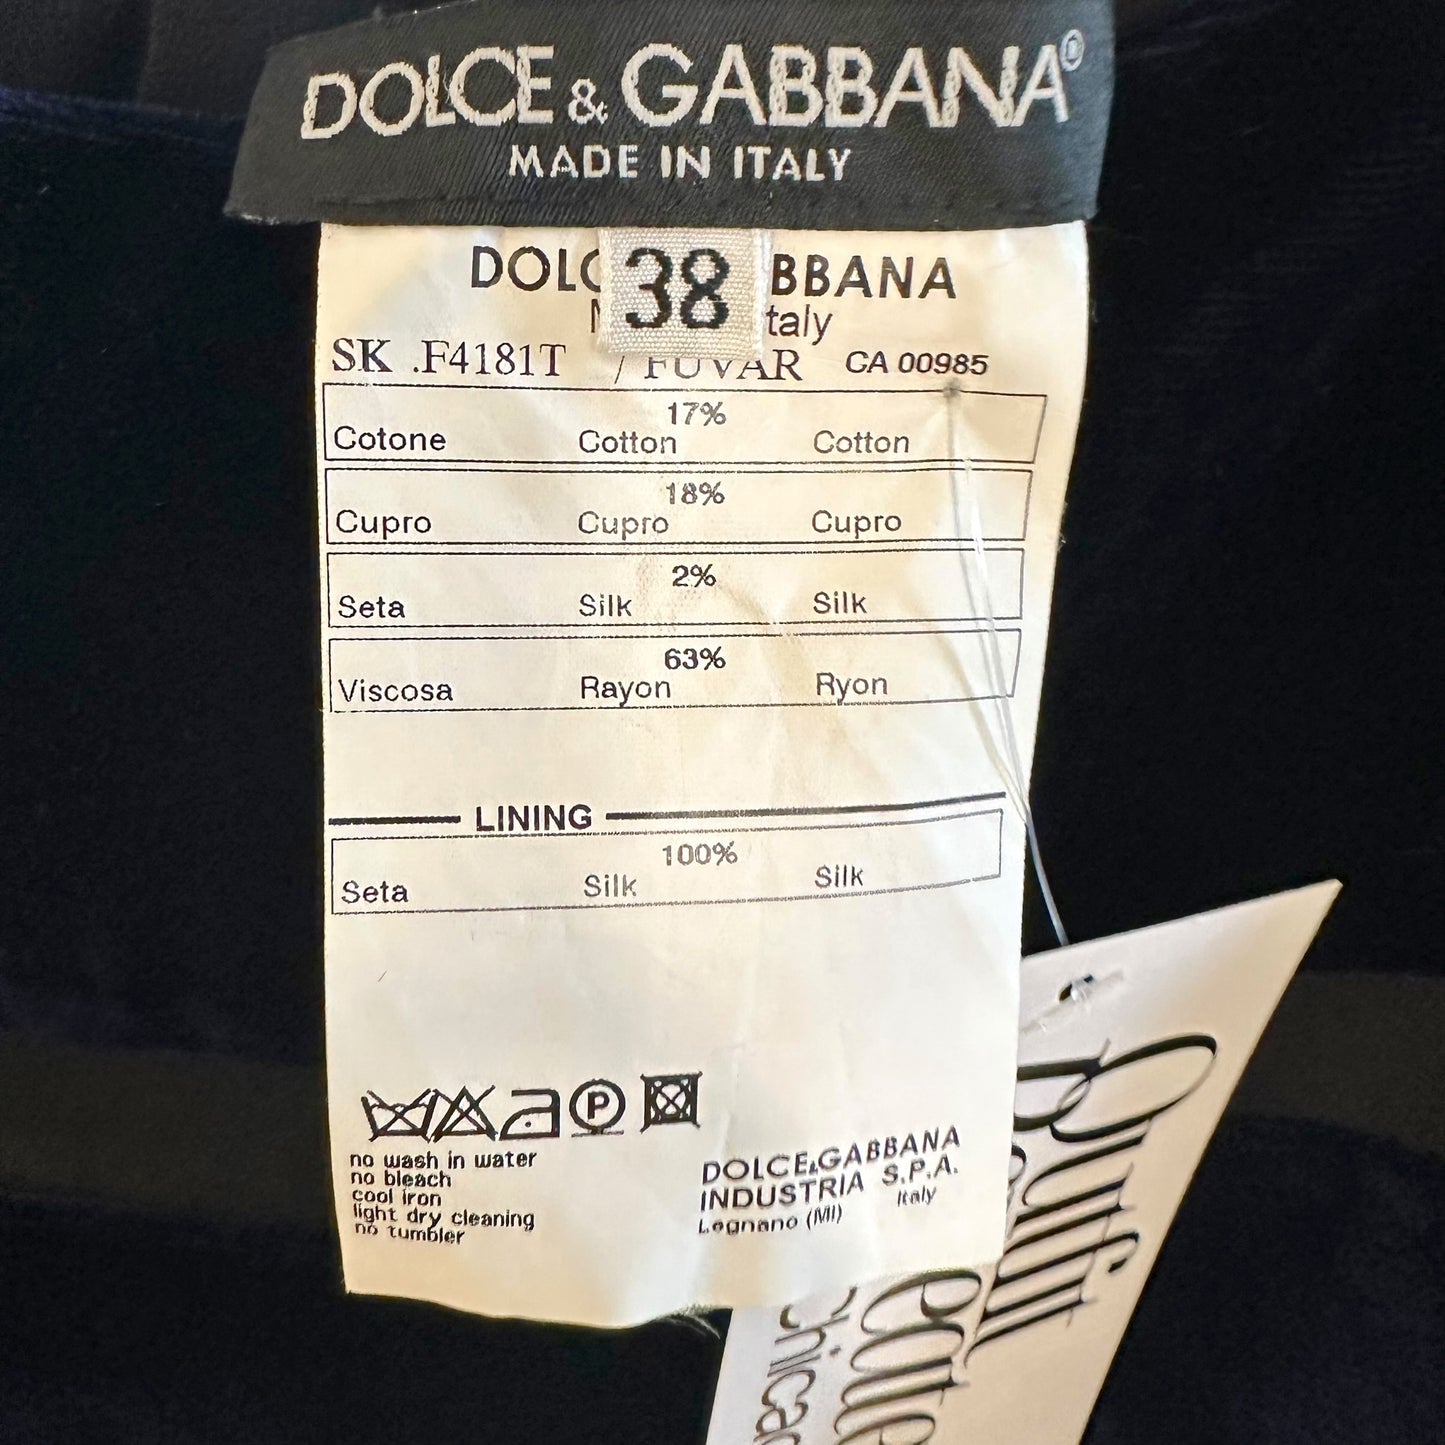 DOLCE & GABBANA®
MADE IN ITALY
38
DOLC BBANA
taly
SK .F4181T / FUVAR CA 00985
17%
Cotone Cotton Cotton
18%
Cupro Cupro Cupro
2%
Seta Silk Silk
63%
Viscosa Rayon Ryon
LINING
100%
Seta Silk Silk
P
no wash in water
no bleach
cool iron
light dry cleaning
no tumbler
DOLCE&GABBANA
INDUSTRIA S.P.A.
Legnano (MI) Italy
Outfit